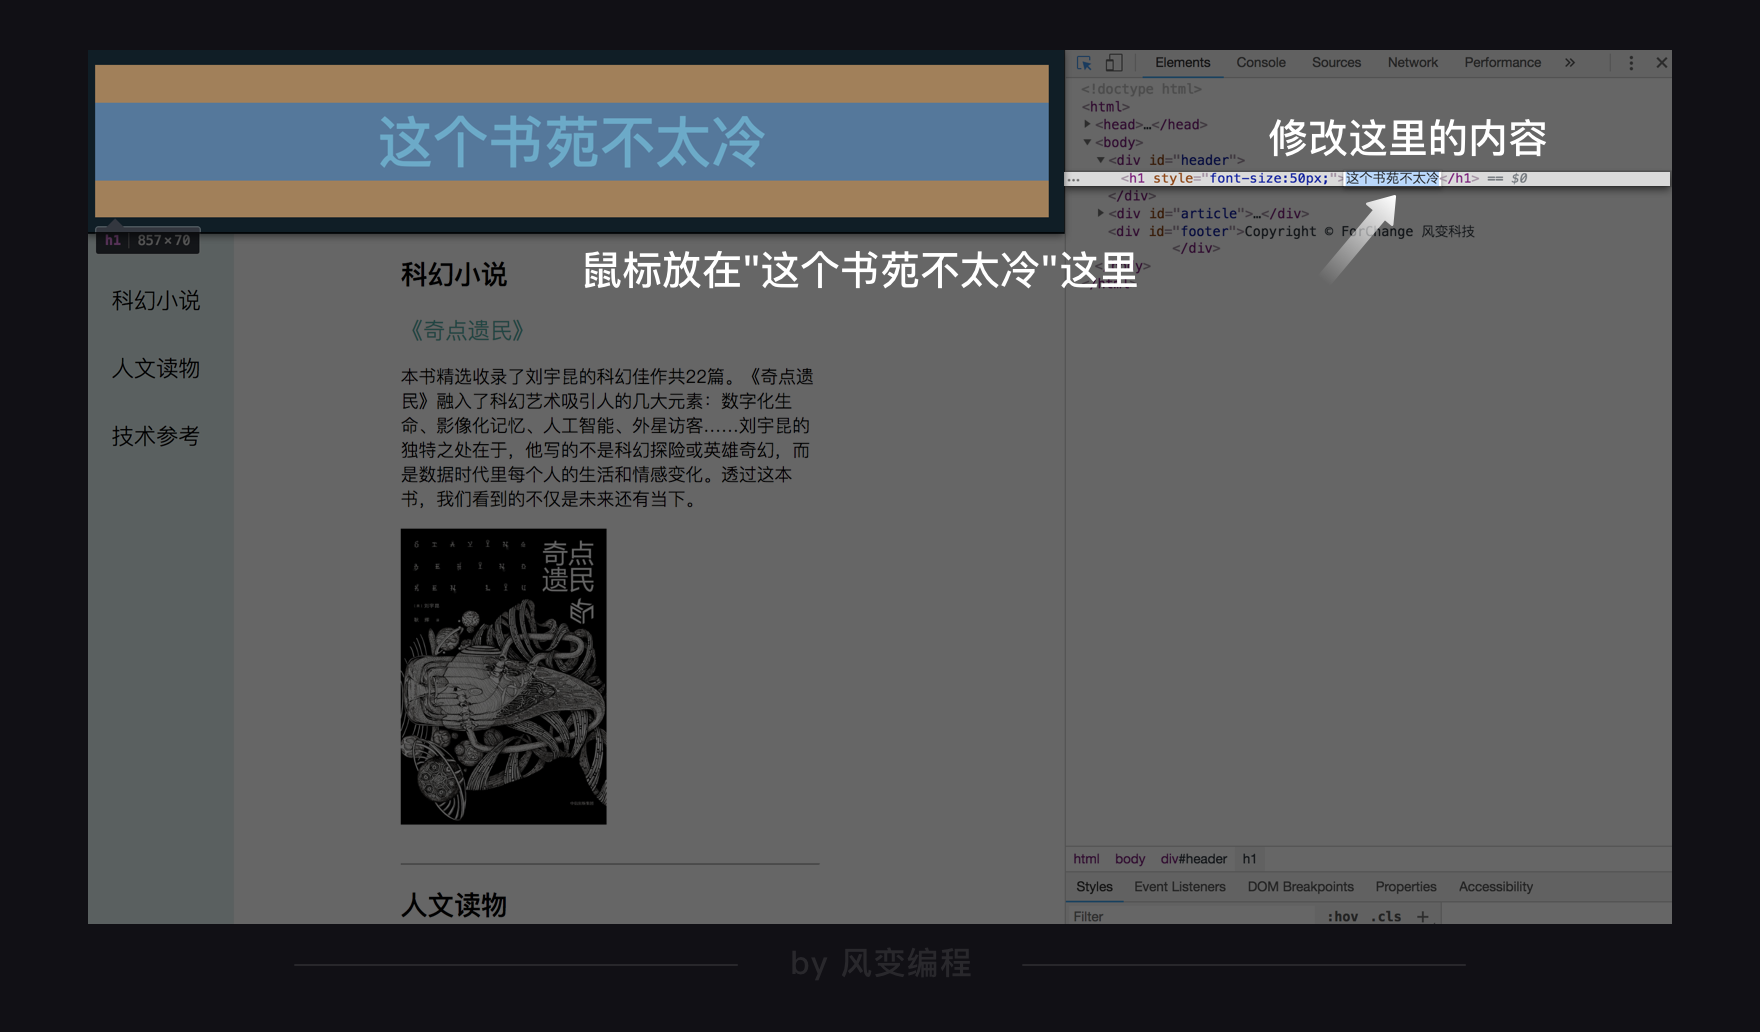 这个书苑不太冷
h1 857×70
科幻小说
人文读物
技术参考
科幻小说
《奇点遗民》
本书精选收录了刘宇昆的科幻佳作共22篇。《奇点遗
民》融入了科幻艺术吸引人的几大元素：数字化生
命、影像化记忆、人工智能、外星访客……刘宇昆的
独特之处在于，他写的不是科幻探险或英雄奇幻，而
是数据时代里每个人的生活和情感变化。透过这本
书，我们看到的不仅是未来还有当下。
奇点
遗民
人文读物
鼠标放在"这个书苑不太冷"这里
Elements Console Sources Network Performance »
<!doctype html>
<html>
<head>…</head>
<body>
<div id="header">
修改这里的内容
<h1 style="font-size:50px;">这个书苑不太冷</h1> == $0
</div>
<div id="article">…</div>
<div id="footer">Copyright © ForChange 风变科技
</div>
html body div#header h1
Styles Event Listeners DOM Breakpoints Properties Accessibility
Filter :hov .cls +
by 风变编程